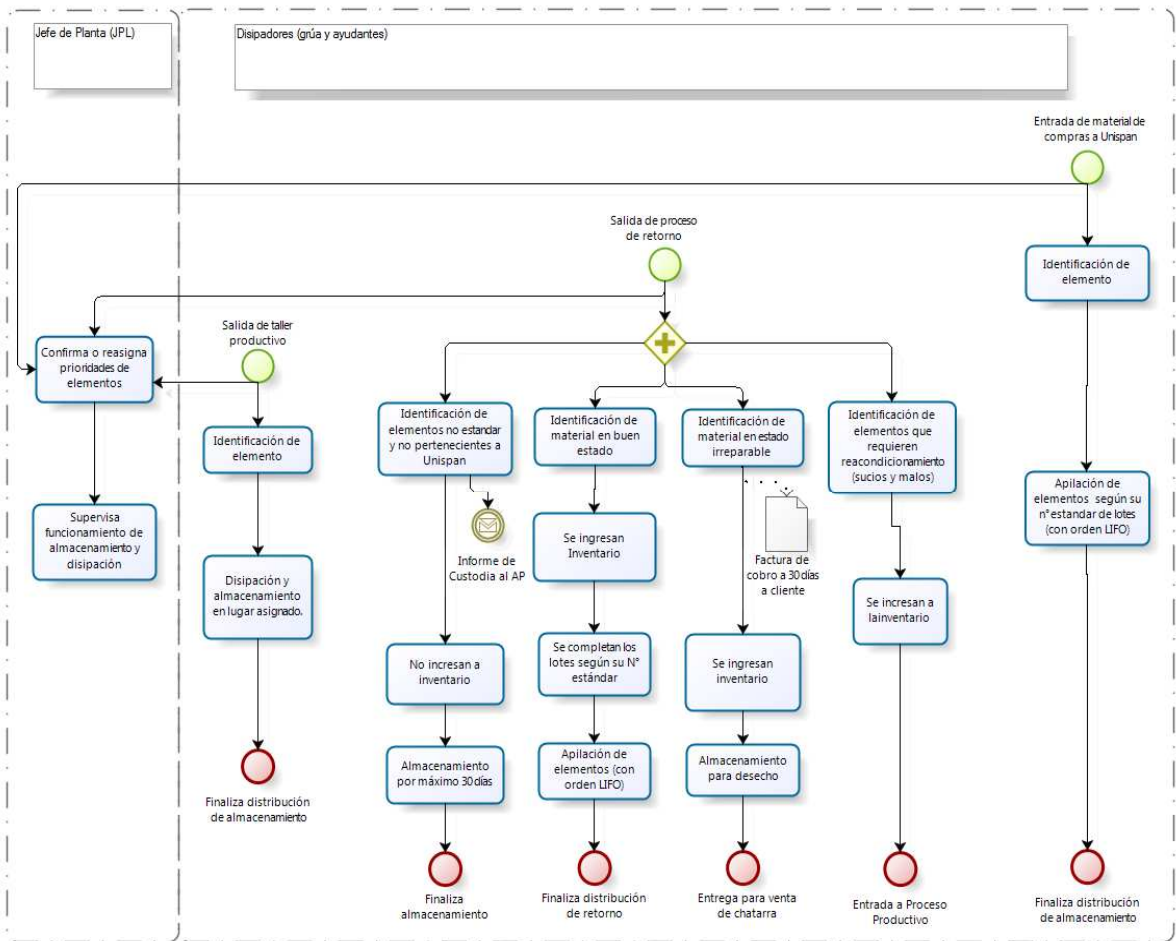 Jefe de Planta (JPL)
Disipadores (grúa y ayudantes)
Entrada de material de
compras a Unispan
Salida de proceso
de retorno
Identificación de
elemento
Salida de taller
productivo
Confirma o reasigna
prioridades de
elementos
Identificación de
elemento
Identificación de
elementos no estandar
y no pertenecientes a
Unispan
Identificación de
material en buen
estado
Identificación de
material en estado
irreparable
Identificación de
elementos que
requieren
reacondicionamiento
(sucios y malos)
Apilación de
elementos según su
n° estandar de lotes
(con orden LIFO)
Supervisa
funcionamiento de
almacenamiento y
disipación
Informe de
Custodia al AP
Se ingresan
Inventario
Factura de
cobro a 30 días
a cliente
Disipación y
almacenamiento
en lugar asignado.
Se incresan a
lainventario
No incresan a
inventario
Se completan los
lotes según su N°
estándar
Se ingresan
inventario
Almacenamiento
por máximo 30 días
Apilación de
elementos (con
orden LIFO)
Almacenamiento
para desecho
Finaliza distribución
de almacenamiento
Finaliza
almacenamiento
Finaliza distribución
de retorno
Entrega para venta
de chatarra
Entrada a Proceso
Productivo
Finaliza distribución
de almacenamiento